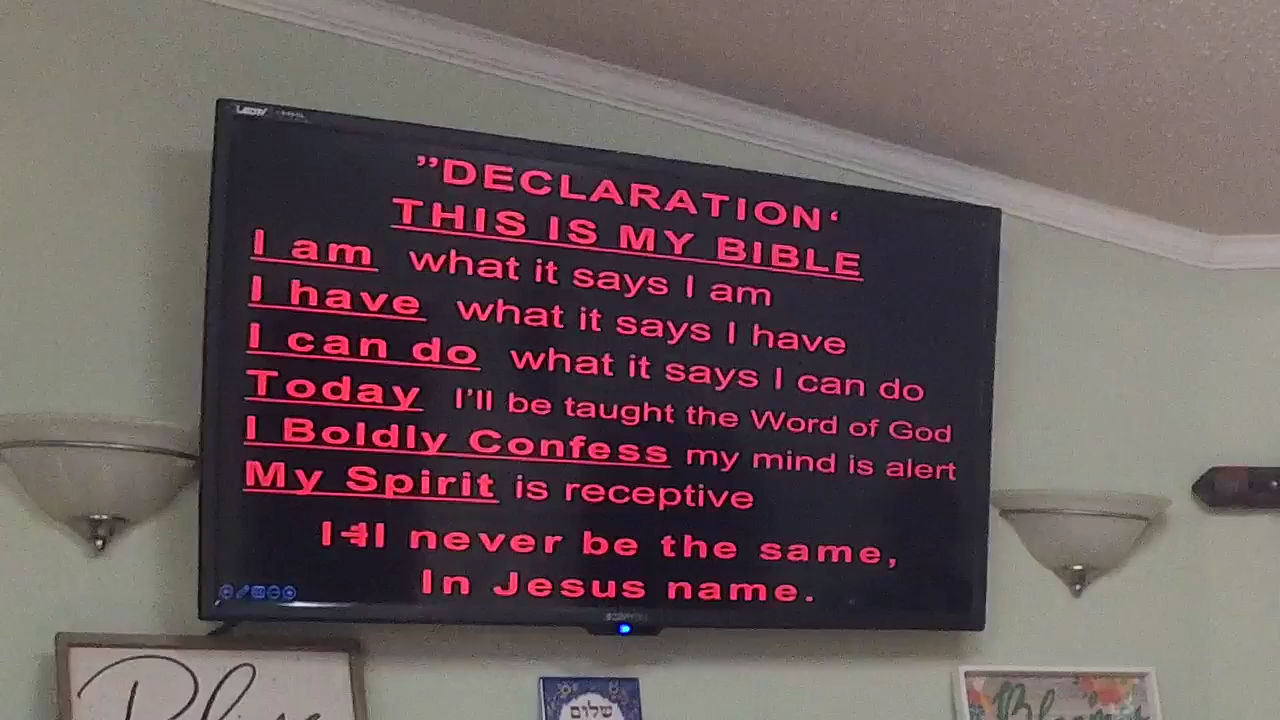 ”DECLARATION‘
THIS IS MY BIBLE
I am what it says I am
I have what it says I have
I can do what it says I can do
Today I’ll be taught the Word of God
I Boldly Confess my mind is alert
My Spirit is receptive
never be the same,
In Jesus name.
שלום